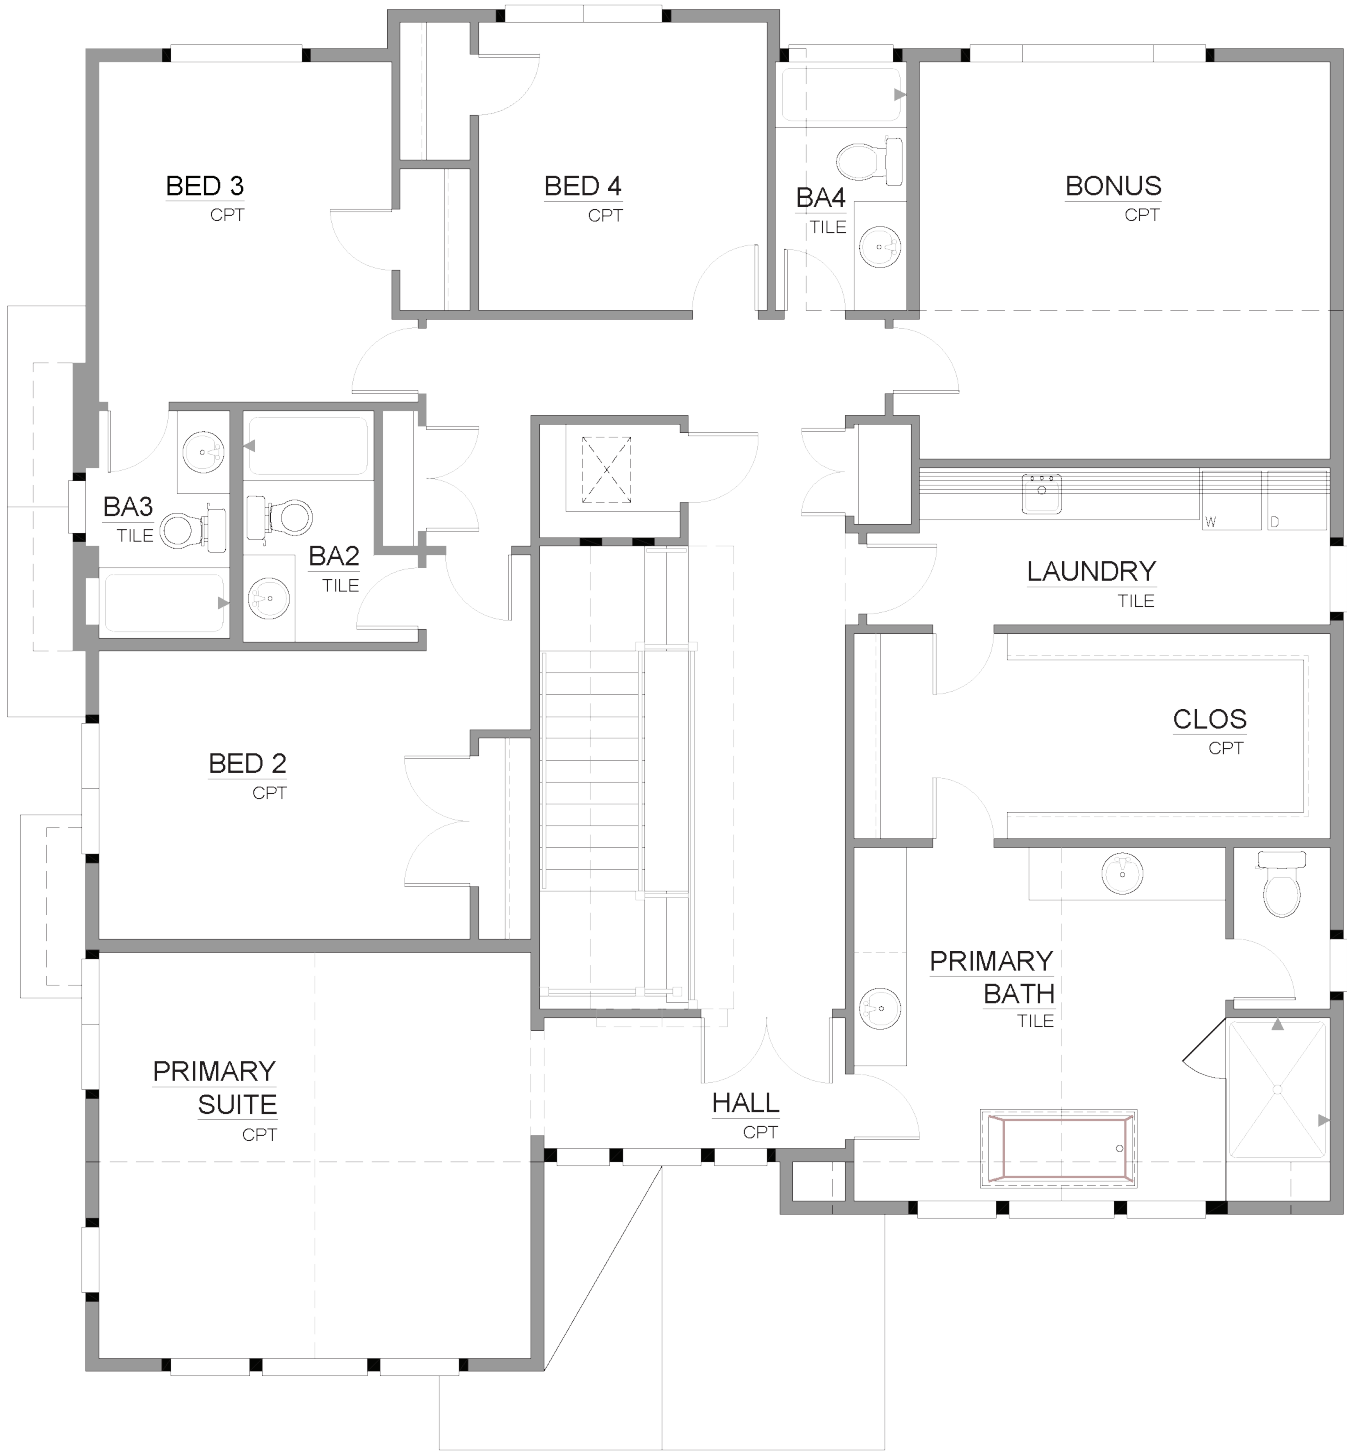 BED 3
CPT
BED 4
CPT
BA4
TILE
BONUS
CPT
BA3
TILE
BA2
TILE
W
D
LAUNDRY
TILE
CLOS
CPT
BED 2
CPT
PRIMARY
BATH
TILE
PRIMARY
SUITE
CPT
HALL
CPT